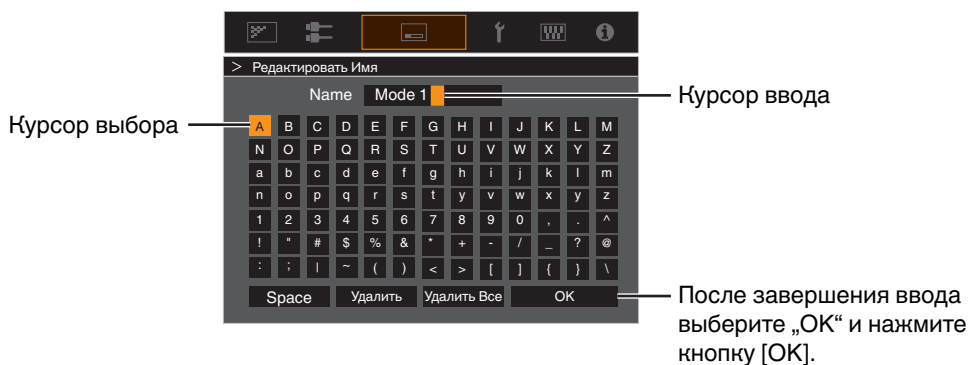 > Редактировать Имя
Name Mode 1
Курсор ввода
Курсор выбора
A B C D E F G H I J K L M
N O P Q R S T U V W X Y Z
a b c d e f g h i j k l m
n o p q r s t y v w x y z
1 2 3 4 5 6 7 8 9 0 , . ^
! " # $ % & * + - / _ ? @
: ; | ~ ( ) < > [ ] { } \
Space Удалить Удалить Все OK
После завершения ввода
выберите „OK“ и нажмите
кнопку [OK].